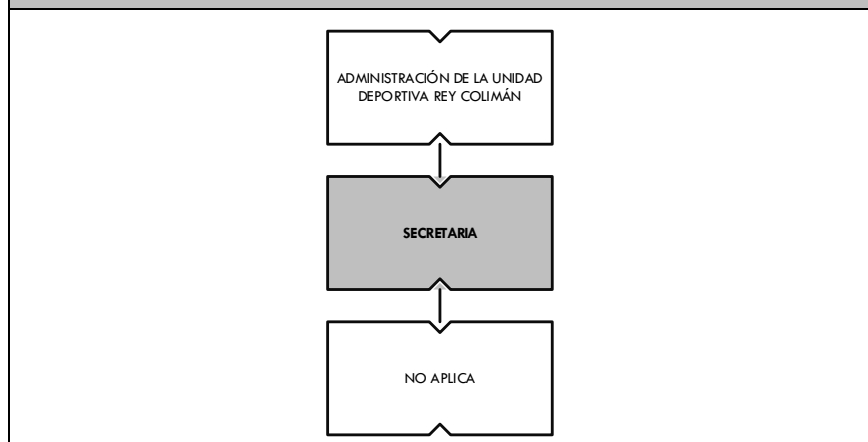 ADMINISTRACIÓN DE LA UNIDAD
DEPORTIVA REY COLIMÁN
SECRETARIA
NO APLICA